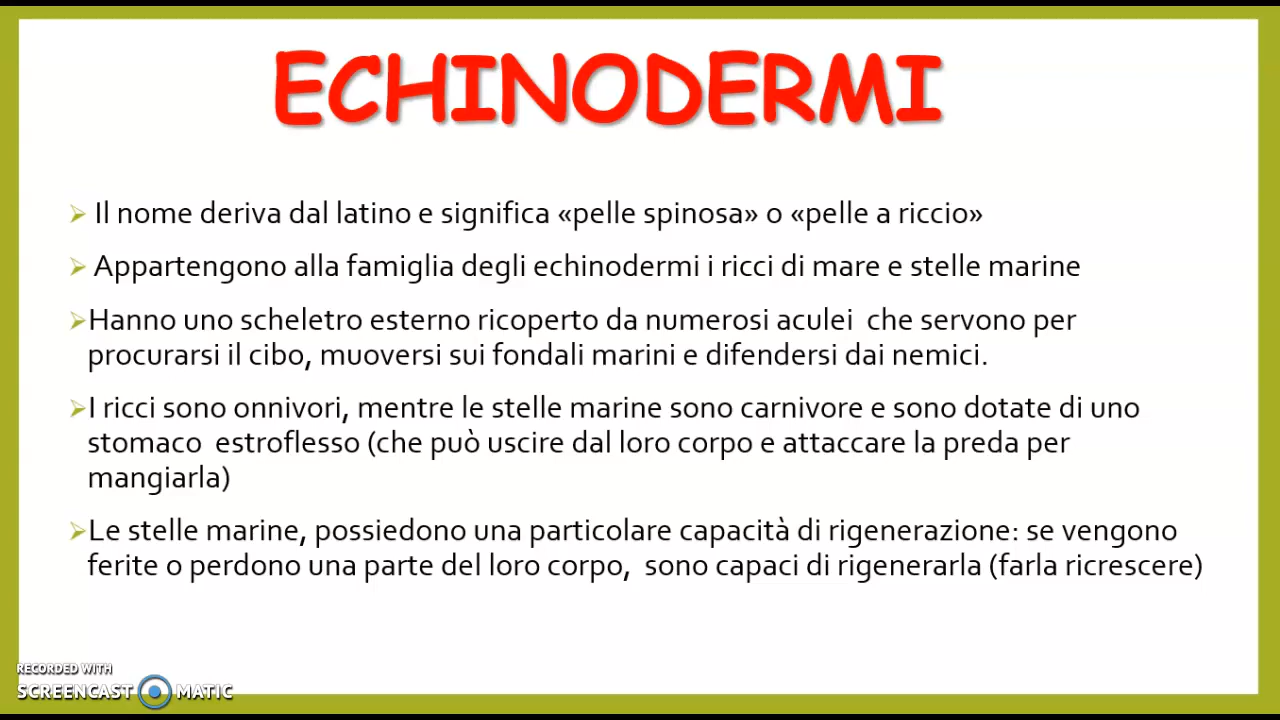 ECHINODERMI
Il nome deriva dal latino e significa «pelle spinosa» o «pelle a riccio»
Appartengono alla famiglia degli echinodermi i ricci di mare e stelle marine
Hanno uno scheletro esterno ricoperto da numerosi aculei  che servono per
procurarsi il cibo, muoversi sui fondali marini e difendersi dai nemici.
I ricci sono onnivori, mentre le stelle marine sono carnivore e sono dotate di uno
stomaco  estroflesso (che può uscire dal loro corpo e attaccare la preda per
mangiarla)
Le stelle marine, possiedono una particolare capacità di rigenerazione: se vengono
ferite o perdono una parte del loro corpo,  sono capaci di rigenerarla (farla ricrescere)
RECORDED WITH
SCREENCAST MATIC